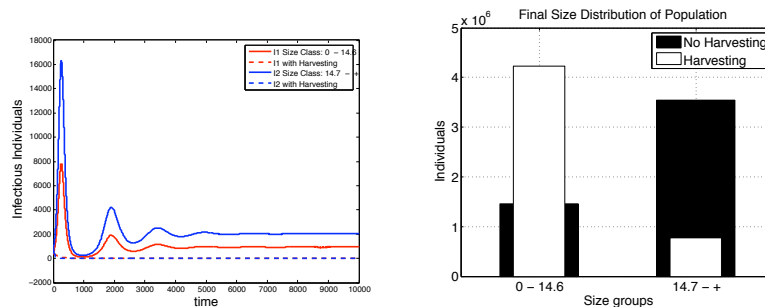 18000
16000
14000
12000
10000
8000
6000
4000
2000
0
−2000
Infectious Individuals
I1 Size Class: 0 − 14.6
I1 with Harvesting
I2 Size Class: 14.7 − +
I2 with Harvesting
0 1000 2000 3000 4000 5000 6000 7000 8000 9000 10000
time
Final Size Distribution of Population
x 10^6
5
4
3
2
1
0
Individuals
No Harvesting
Harvesting
0 − 14.6 14.7 − +
Size groups